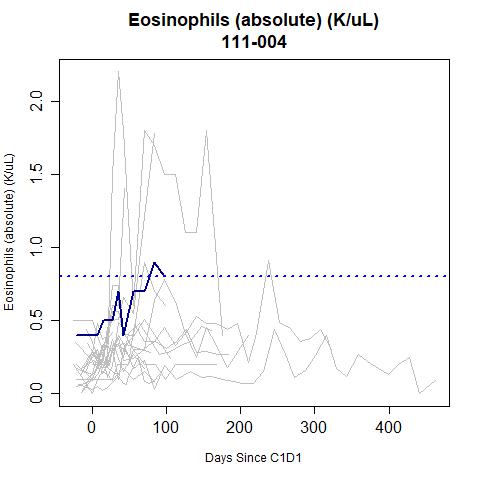 Eosinophils (absolute) (K/uL)
111-004
Eosinophils (absolute) (K/uL)
2.0
1.5
1.0
0.5
0.0
0 100 200 300 400
Days Since C1D1